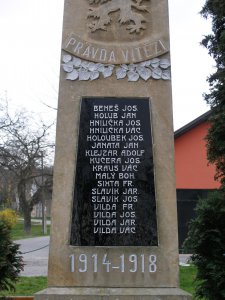 PRAVDA VÍTĚZÍ
BENEŠ JOS.
HOLUB JAN
HNILIČKA JOS.
HNILIČKA VÁC.
HOLOUBEK JOS.
JANATA JAN
KLEJZAR ADOLF
KUČERA JOS.
KRAUS VÁC.
MALÝ BOH.
SIMTA FR.
SLAVÍK JAR.
SLAVÍK JOS.
VILDA FR.
VILDA JOS.
VILDA JAR.
VILDA VÁC.
1914-1918